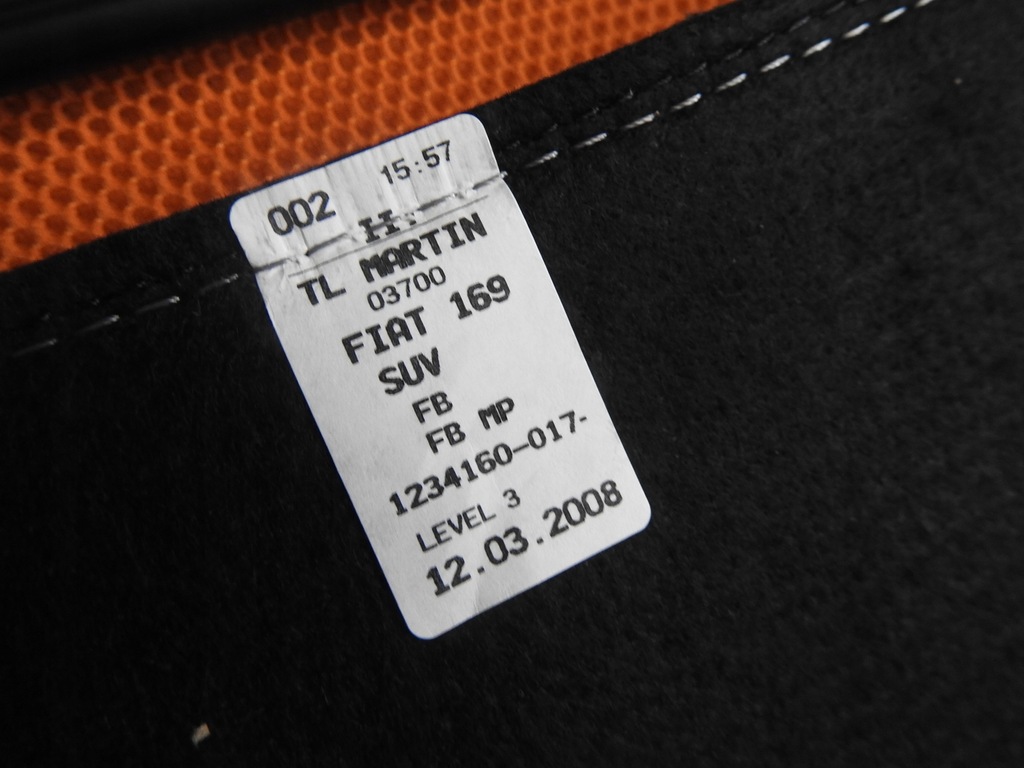 002 15:57
TL MARTIN
03700
FIAT 169
SUV
FB
FB MP
1234160-017-
LEVEL 3
12.03.2008